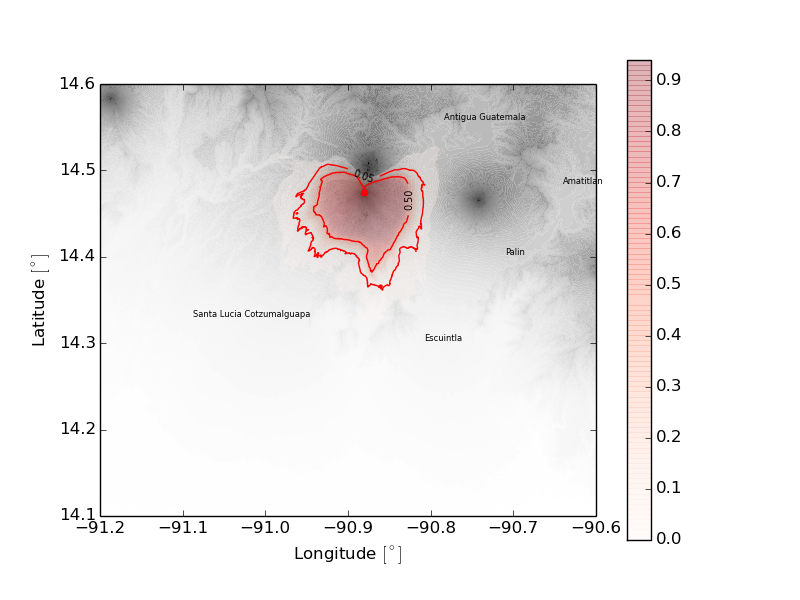 14.6
14.5
14.4
14.3
14.2
14.1
Latitude [°]
Antigua Guatemala
Amatitlan
0.05
0.50
Palin
Santa Lucia Cotzumalguapa
Escuintla
−91.2 −91.1 −91.0 −90.9 −90.8 −90.7 −90.6
Longitude [°]
0.9
0.8
0.7
0.6
0.5
0.4
0.3
0.2
0.1
0.0